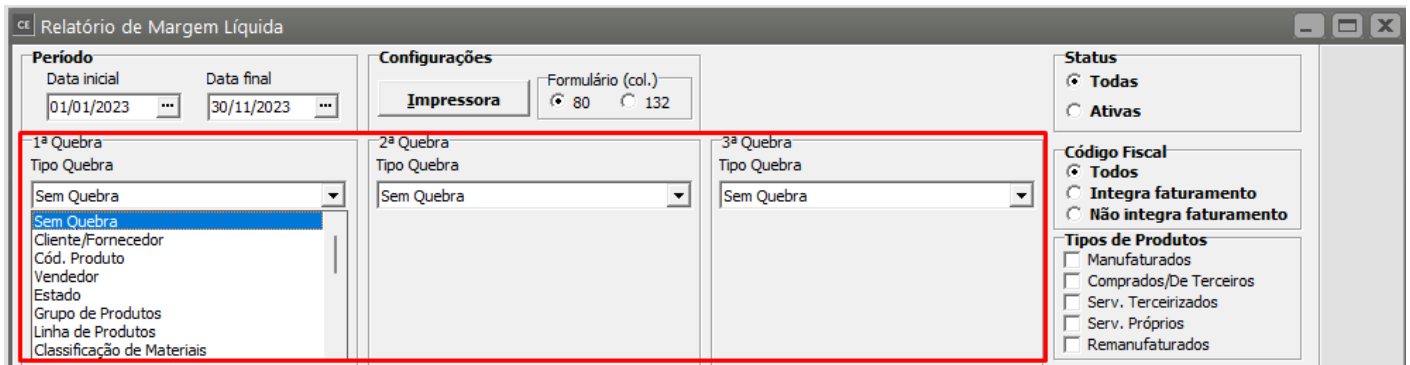 CE Relatório de Margem Líquida
Período
Data inicial Data final
01/01/2023 ... 30/11/2023 ...
Configurações
Impressora
Formulário (col.)
80 132
Status
Todas
Ativas
1ª Quebra
Tipo Quebra
Sem Quebra
Sem Quebra
Cliente/Fornecedor
Cód. Produto
Vendedor
Estado
Grupo de Produtos
Linha de Produtos
Classificação de Materiais
2ª Quebra
Tipo Quebra
Sem Quebra
3ª Quebra
Tipo Quebra
Sem Quebra
Código Fiscal
Todos
Integra faturamento
Não integra faturamento
Tipos de Produtos
Manufaturados
Comprados/De Terceiros
Serv. Terceirizados
Serv. Próprios
Remanufaturados